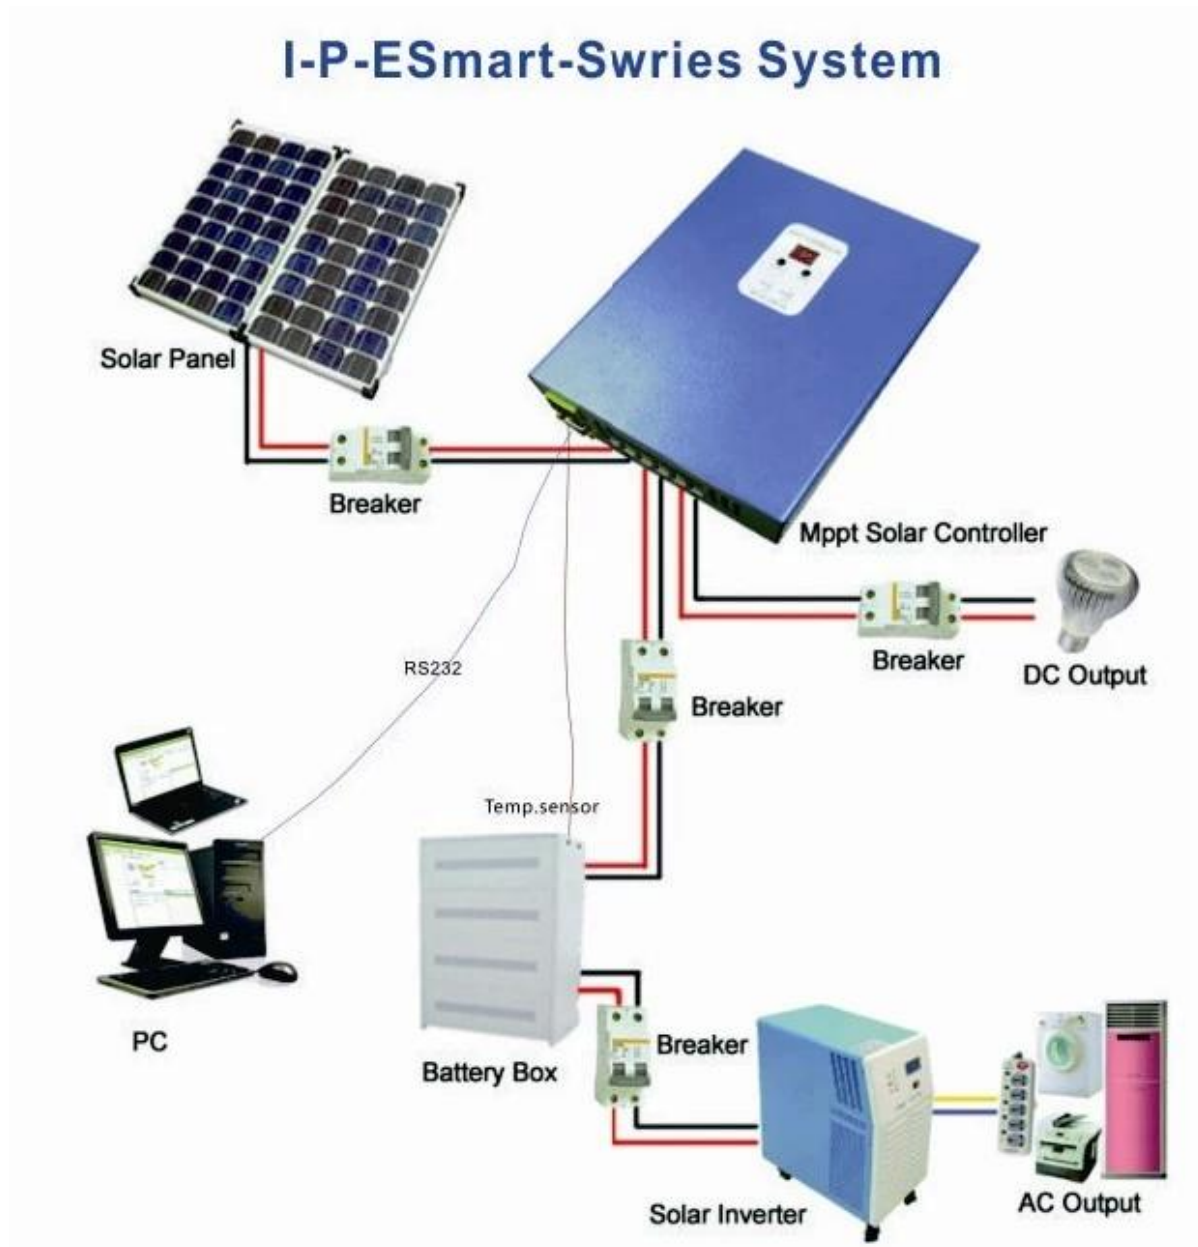 I-P-ESmart-Swries System
Solar Panel
Breaker
Mppt Solar Controller
Breaker
DC Output
RS232
Breaker
Temp.sensor
PC
Battery Box
Breaker
Solar Inverter
AC Output